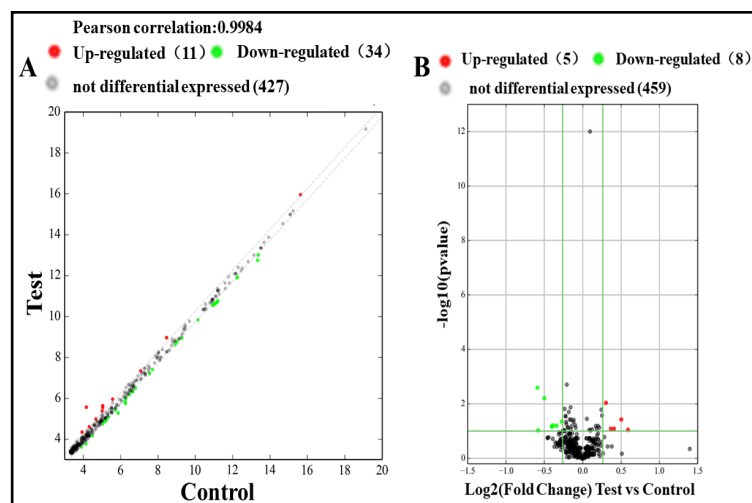 Pearson correlation:0.9984
A
Up-regulated（11） Down-regulated（34）
not differential expressed (427)
20
18
16
14
12
10
8
6
4
Test
4 6 8 10 12 14 16 18 20
Control
B
Up-regulated（5） Down-regulated（8）
not differential expressed (459)
12
10
8
6
4
2
0
-log10(pvalue)
−1.5 −1.0 −0.5 0.0 0.5 1.0 1.5
Log2(Fold Change) Test vs Control